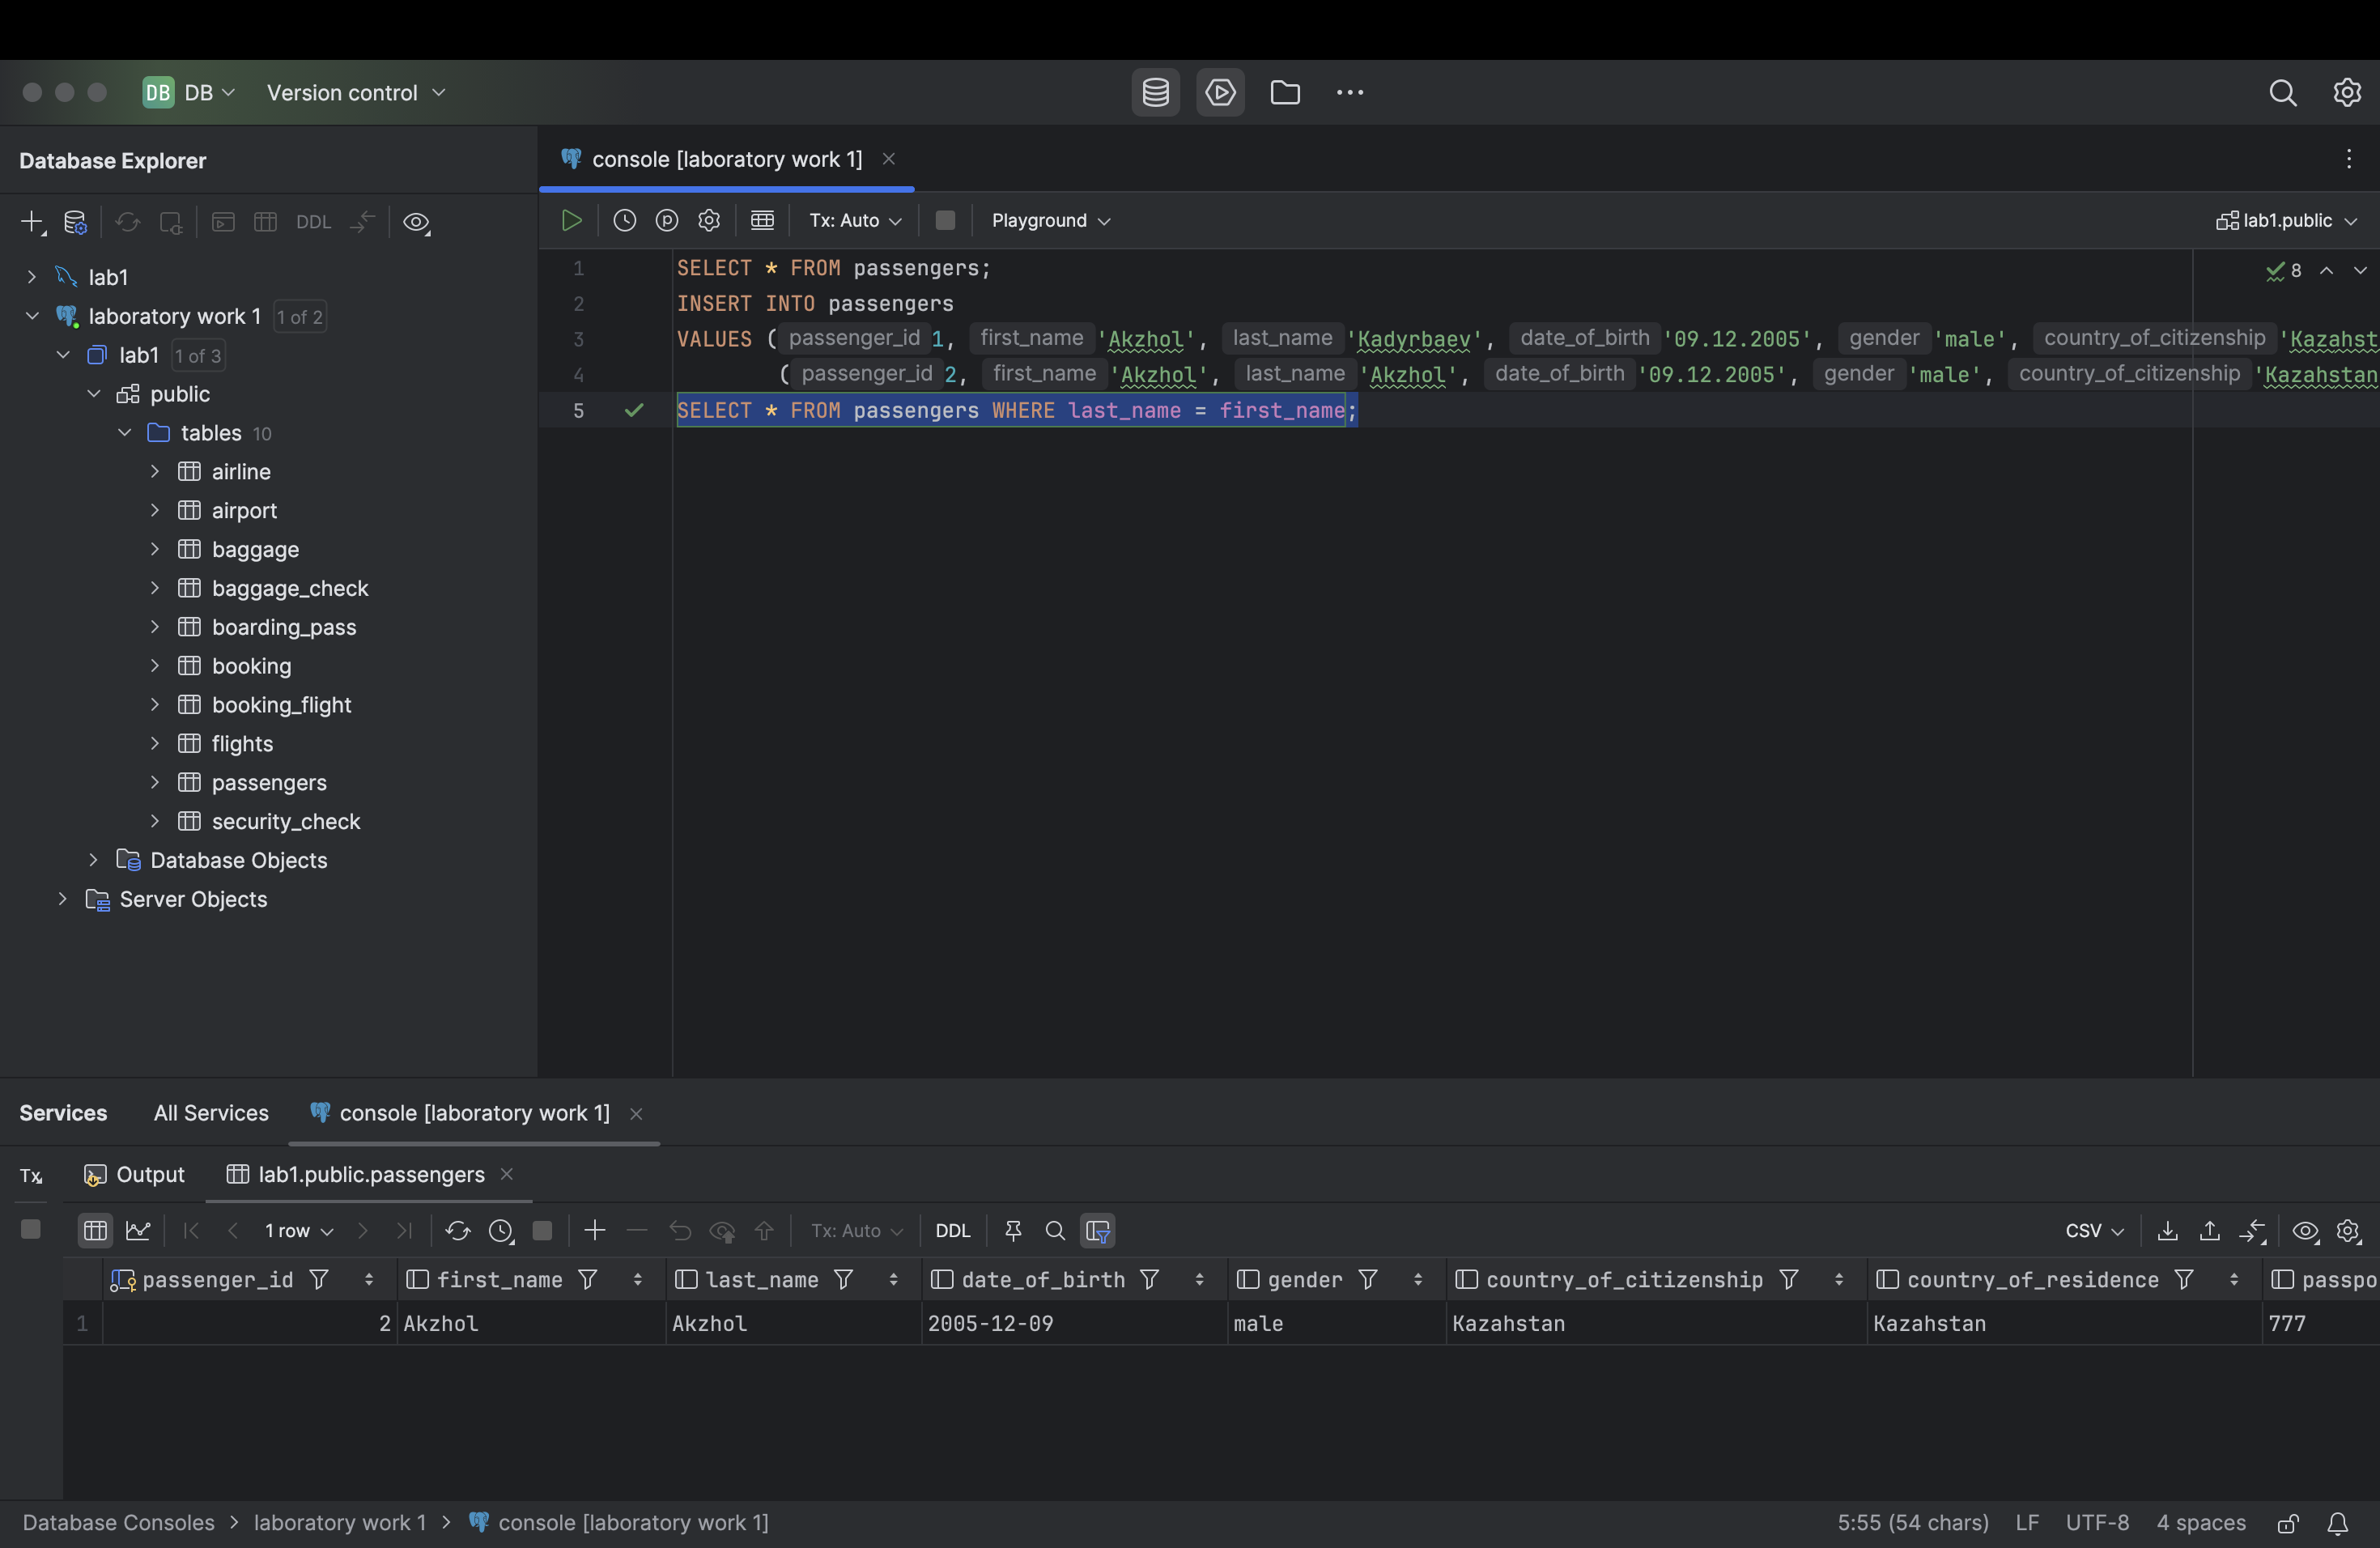 DB DB Version control
Database Explorer
console [laboratory work 1]
DDL
Tx: Auto Playground lab1.public
lab1
laboratory work 1 1 of 2
lab1 1 of 3
public
tables 10
airline
airport
baggage
baggage_check
boarding_pass
booking
booking_flight
flights
passengers
security_check
Database Objects
Server Objects
1 SELECT * FROM passengers;
2 INSERT INTO passengers
3 VALUES ( passenger_id 1, first_name 'Akzhol', last_name 'Kadyrbaev', date_of_birth '09.12.2005', gender 'male', country_of_citizenship 'Kazahst
4 ( passenger_id 2, first_name 'Akzhol', last_name 'Akzhol', date_of_birth '09.12.2005', gender 'male', country_of_citizenship 'Kazahstan
5 SELECT * FROM passengers WHERE last_name = first_name;
8
Services All Services console [laboratory work 1]
Tx Output lab1.public.passengers
1 row Tx: Auto DDL CSV
passenger_id first_name last_name date_of_birth gender country_of_citizenship country_of_residence passpo
1 2 Akzhol Akzhol 2005-12-09 male Kazahstan Kazahstan 777
Database Consoles > laboratory work 1 > console [laboratory work 1] 5:55 (54 chars) LF UTF-8 4 spaces